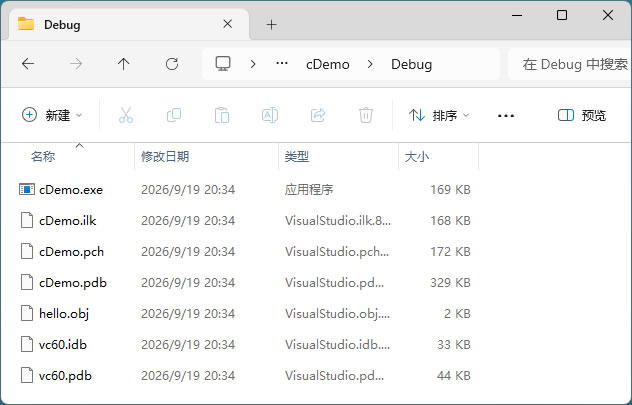 Debug
··· cDemo Debug 在 Debug 中搜索
新建 排序 ··· 预览
名称 修改日期 类型 大小
cDemo.exe 2026/9/19 20:34 应用程序 169 KB
cDemo.ilk 2026/9/19 20:34 VisualStudio.ilk.8... 168 KB
cDemo.pch 2026/9/19 20:34 VisualStudio.pch... 172 KB
cDemo.pdb 2026/9/19 20:34 VisualStudio.pd... 329 KB
hello.obj 2026/9/19 20:34 VisualStudio.obj.... 2 KB
vc60.idb 2026/9/19 20:34 VisualStudio.idb.... 33 KB
vc60.pdb 2026/9/19 20:34 VisualStudio.pd... 44 KB